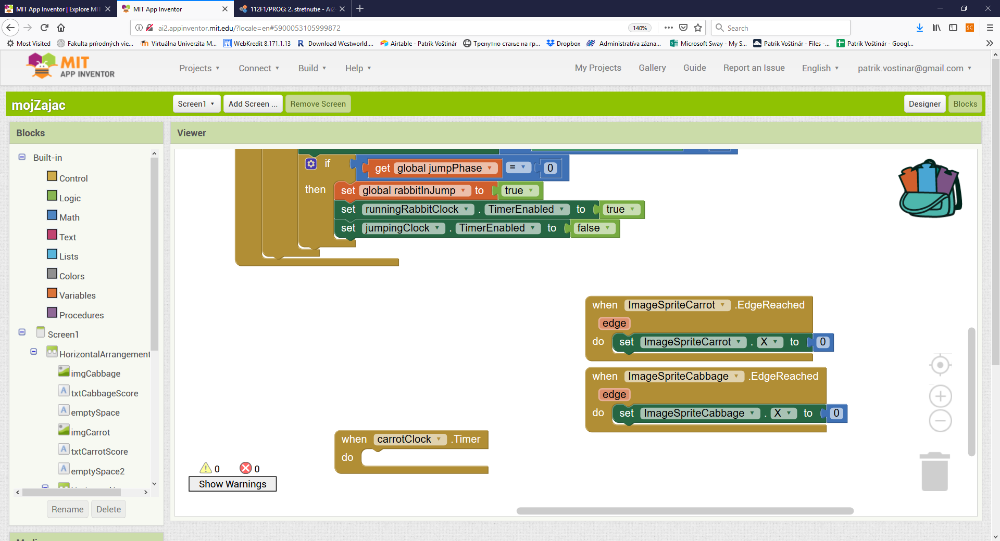 MIT App Inventor | Explore MIT
MIT App Inventor
112F1/PROG: 2. stretnutie - Ai2
ai2.appinventor.mit.edu/?locale=en#5900053105999872
140%
Search
Most Visited
Fakulta prírodných vie...
Virtuálna Univerzita M...
WebKredit 8.171.1.13
Download Westworld....
Airtable - Patrik Voštinár
Тренутно стање на гр...
Dropbox
Administratíva zázna...
Microsoft Sway - My S...
Patrik Voštinár - Files -...
Patrik Voštinár - Googl...
MIT
APP INVENTOR
Projects
Connect
Build
Help
My Projects
Gallery
Guide
Report an Issue
English
patrik.vostinar@gmail.com
mojZajac
Screen1
Add Screen ...
Remove Screen
Designer
Blocks
Blocks
Viewer
Built-in
Control
Logic
Math
Text
Lists
Colors
Variables
Procedures
Screen1
HorizontalArrangement
imgCabbage
txtCabbageScore
emptySpace
imgCarrot
txtCarrotScore
emptySpace2
Rename
Delete
if get global jumpPhase = 0
then set global rabbitInJump to true
set runningRabbitClock . TimerEnabled to true
set jumpingClock . TimerEnabled to false
when ImageSpriteCarrot .EdgeReached
edge
do set ImageSpriteCarrot . X to 0
when ImageSpriteCabbage .EdgeReached
edge
do set ImageSpriteCabbage . X to 0
when carrotClock .Timer
do
0
0
Show Warnings